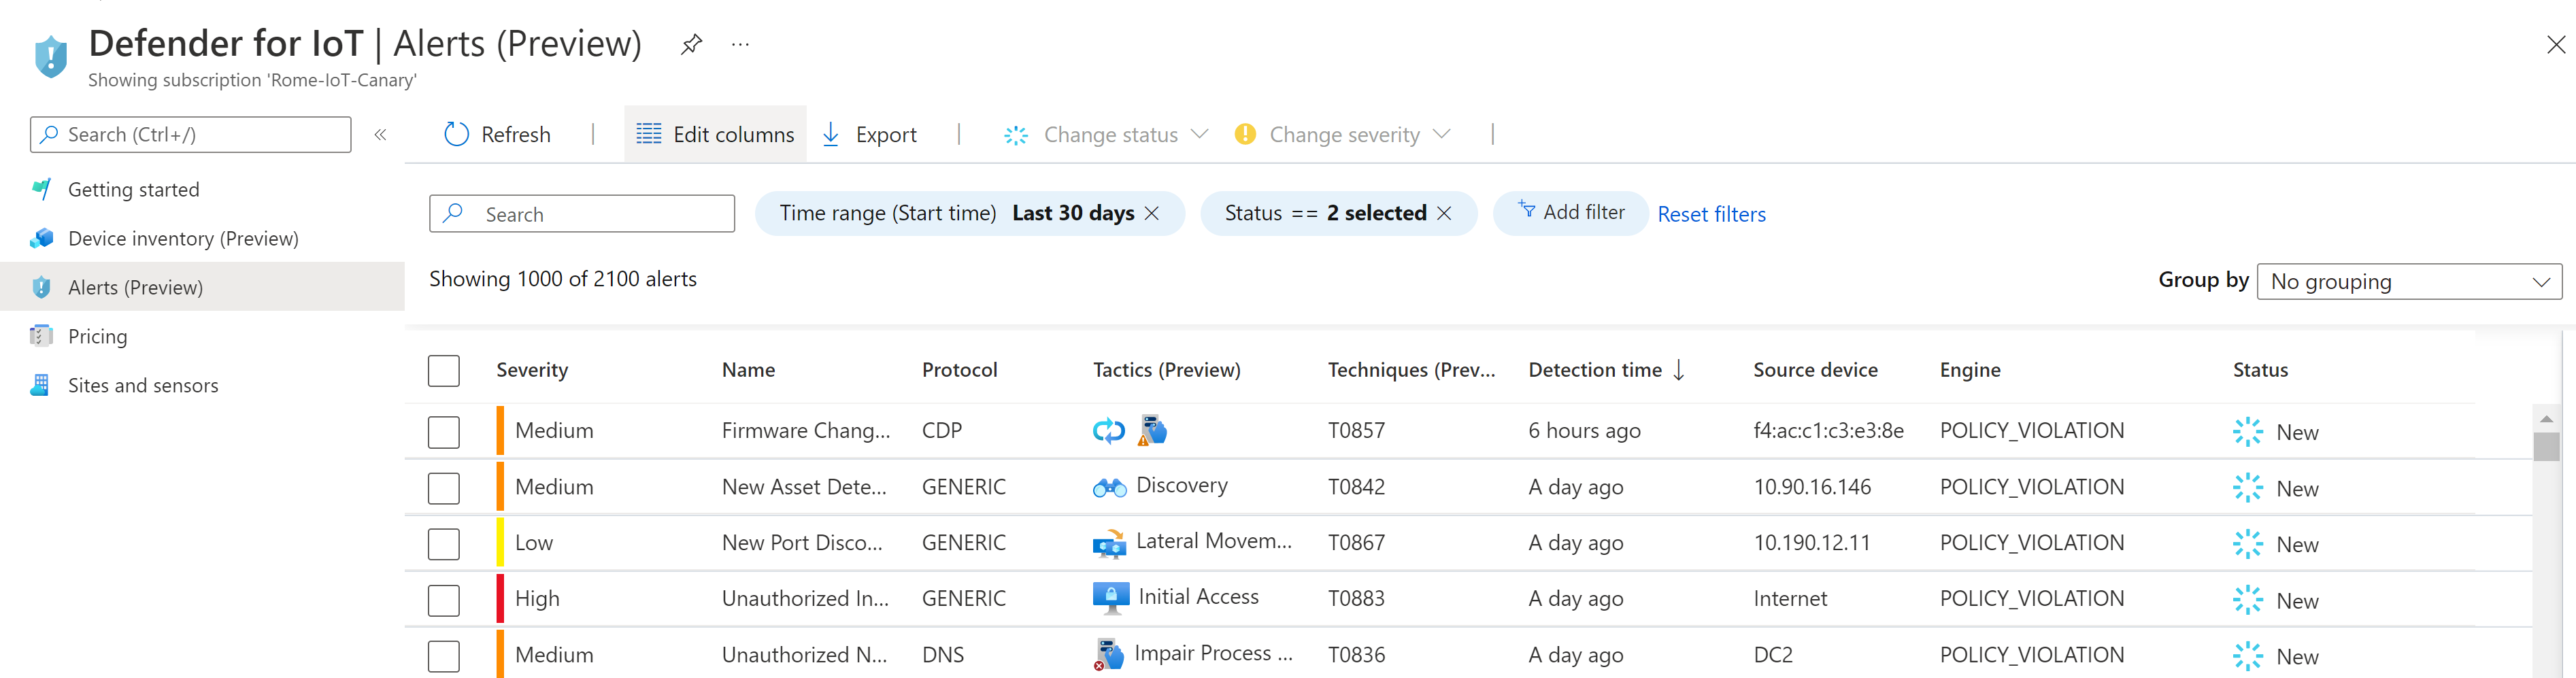 Defender for IoT | Alerts (Preview) ...
Showing subscription 'Rome-IoT-Canary'
Search (Ctrl+/) «
Getting started
Device inventory (Preview)
Alerts (Preview)
Pricing
Sites and sensors
Refresh | Edit columns Export | Change status Change severity |
Search Time range (Start time) Last 30 days Status == 2 selected Add filter Reset filters
Showing 1000 of 2100 alerts Group by No grouping
Severity Name Protocol Tactics (Preview) Techniques (Prev... Detection time ↓ Source device Engine Status
Medium Firmware Chang... CDP T0857 6 hours ago f4:ac:c1:c3:e3:8e POLICY_VIOLATION New
Medium New Asset Dete... GENERIC Discovery T0842 A day ago 10.90.16.146 POLICY_VIOLATION New
Low New Port Disco... GENERIC Lateral Movem... T0867 A day ago 10.190.12.11 POLICY_VIOLATION New
High Unauthorized In... GENERIC Initial Access T0883 A day ago Internet POLICY_VIOLATION New
Medium Unauthorized N... DNS Impair Process ... T0836 A day ago DC2 POLICY_VIOLATION New